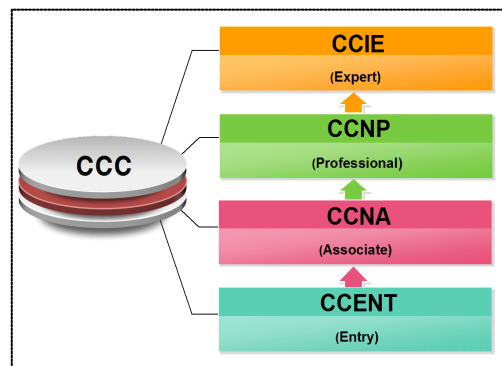 CCIE
(Expert)
CCNP
(Professional)
CCC
CCNA
(Associate)
CCENT
(Entry)